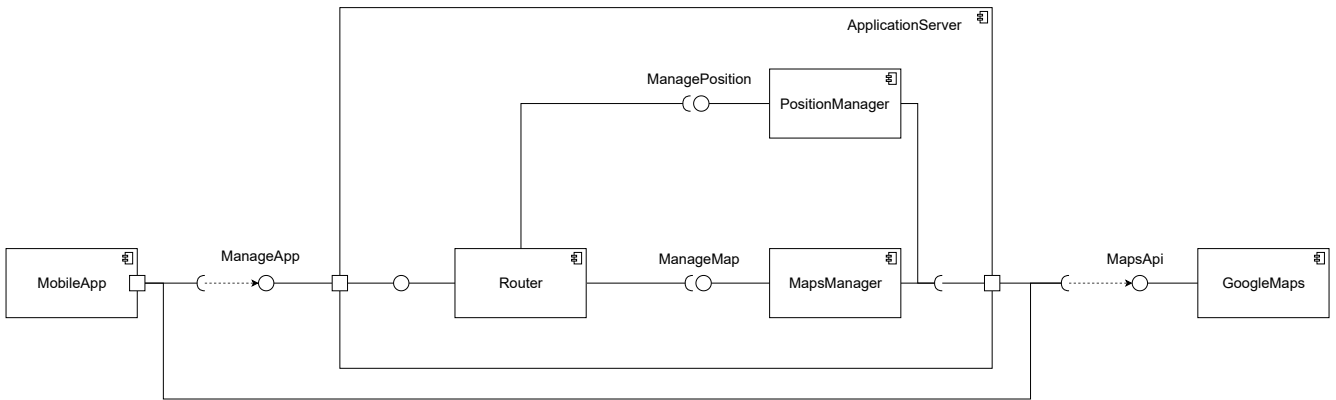 ApplicationServer
ManagePosition
PositionManager
ManageApp
ManageMap
MapsApi
MobileApp
Router
MapsManager
GoogleMaps